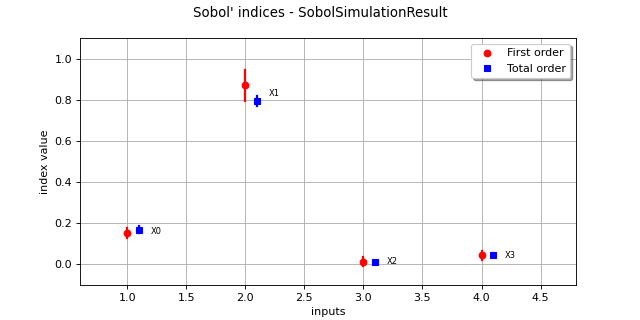 Sobol' indices - SobolSimulationResult
First order
Total order
1.0
0.8
0.6
0.4
0.2
0.0
index value
X0
X1
X2
X3
1.0 1.5 2.0 2.5 3.0 3.5 4.0 4.5
inputs